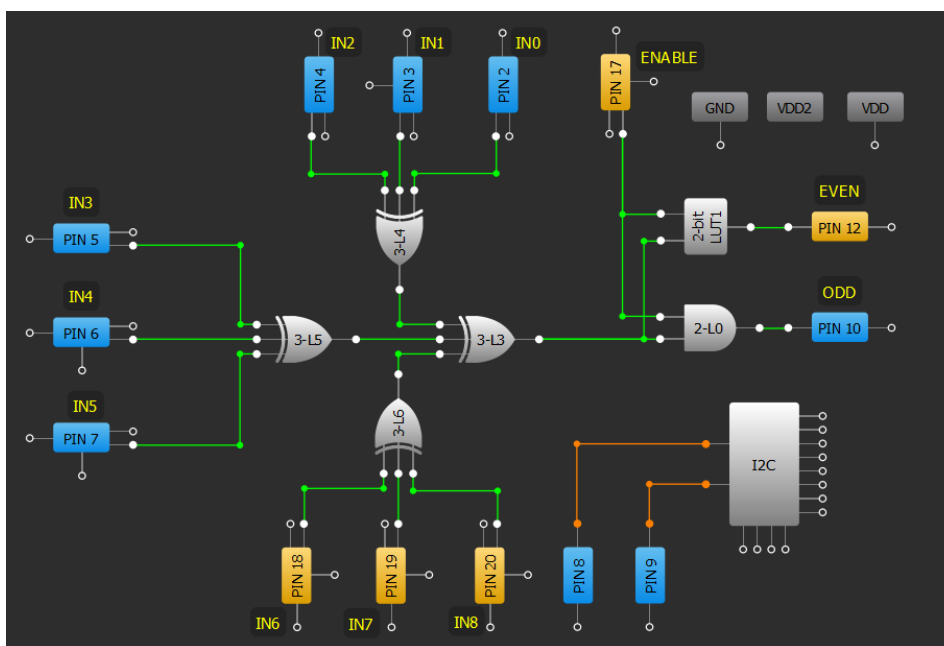 IN2
IN1
IN0
ENABLE
PIN 4
PIN 3
PIN 2
PIN 17
GND
VDD2
VDD
IN3
PIN 5
3-L4
2-bit
LUT1
EVEN
PIN 12
IN4
PIN 6
3-L5
3-L3
2-L0
ODD
PIN 10
IN5
PIN 7
3-L6
I2C
PIN 18
PIN 19
PIN 20
PIN 8
PIN 9
IN6
IN7
IN8